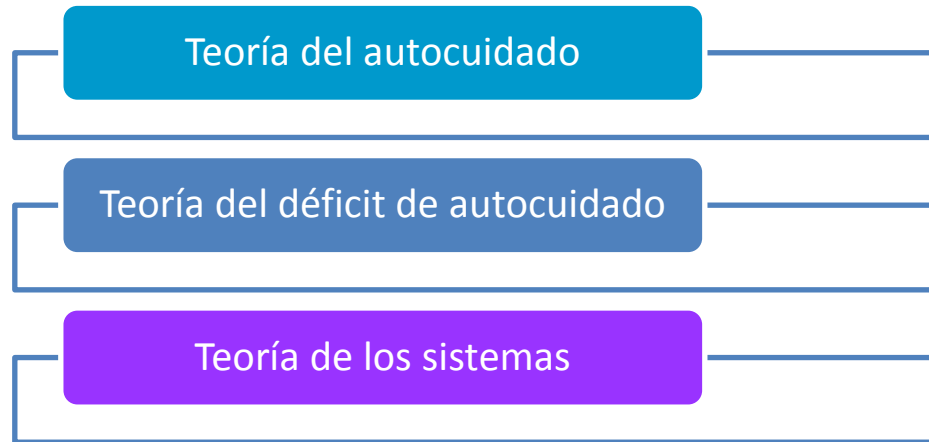 Teoría del autocuidado
Teoría del déficit de autocuidado
Teoría de los sistemas